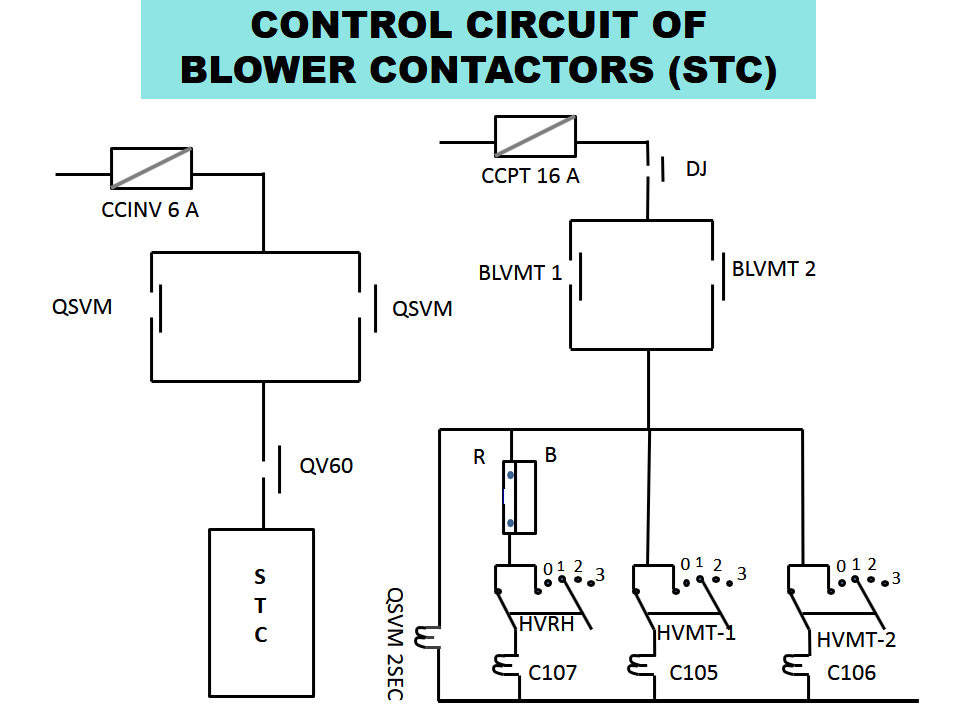 CONTROL CIRCUIT OF
BLOWER CONTACTORS (STC)
CCINV 6 A
QSVM
QSVM
QV60
S
T
C
CCPT 16 A
DJ
BLVMT 1
BLVMT 2
R
B
QSVM 2SEC
0 1 2 3
HVRH
C107
0 1 2 3
HVMT-1
C105
0 1 2 3
HVMT-2
C106